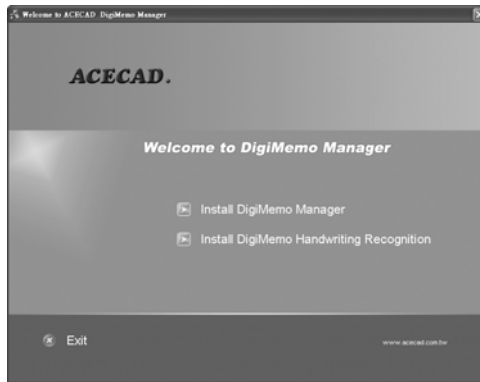 Welcome to ACECAD DigiMemo Manager
ACECAD.
Welcome to DigiMemo Manager
Install DigiMemo Manager
Install DigiMemo Handwriting Recognition
Exit
www.acecad.com.tw